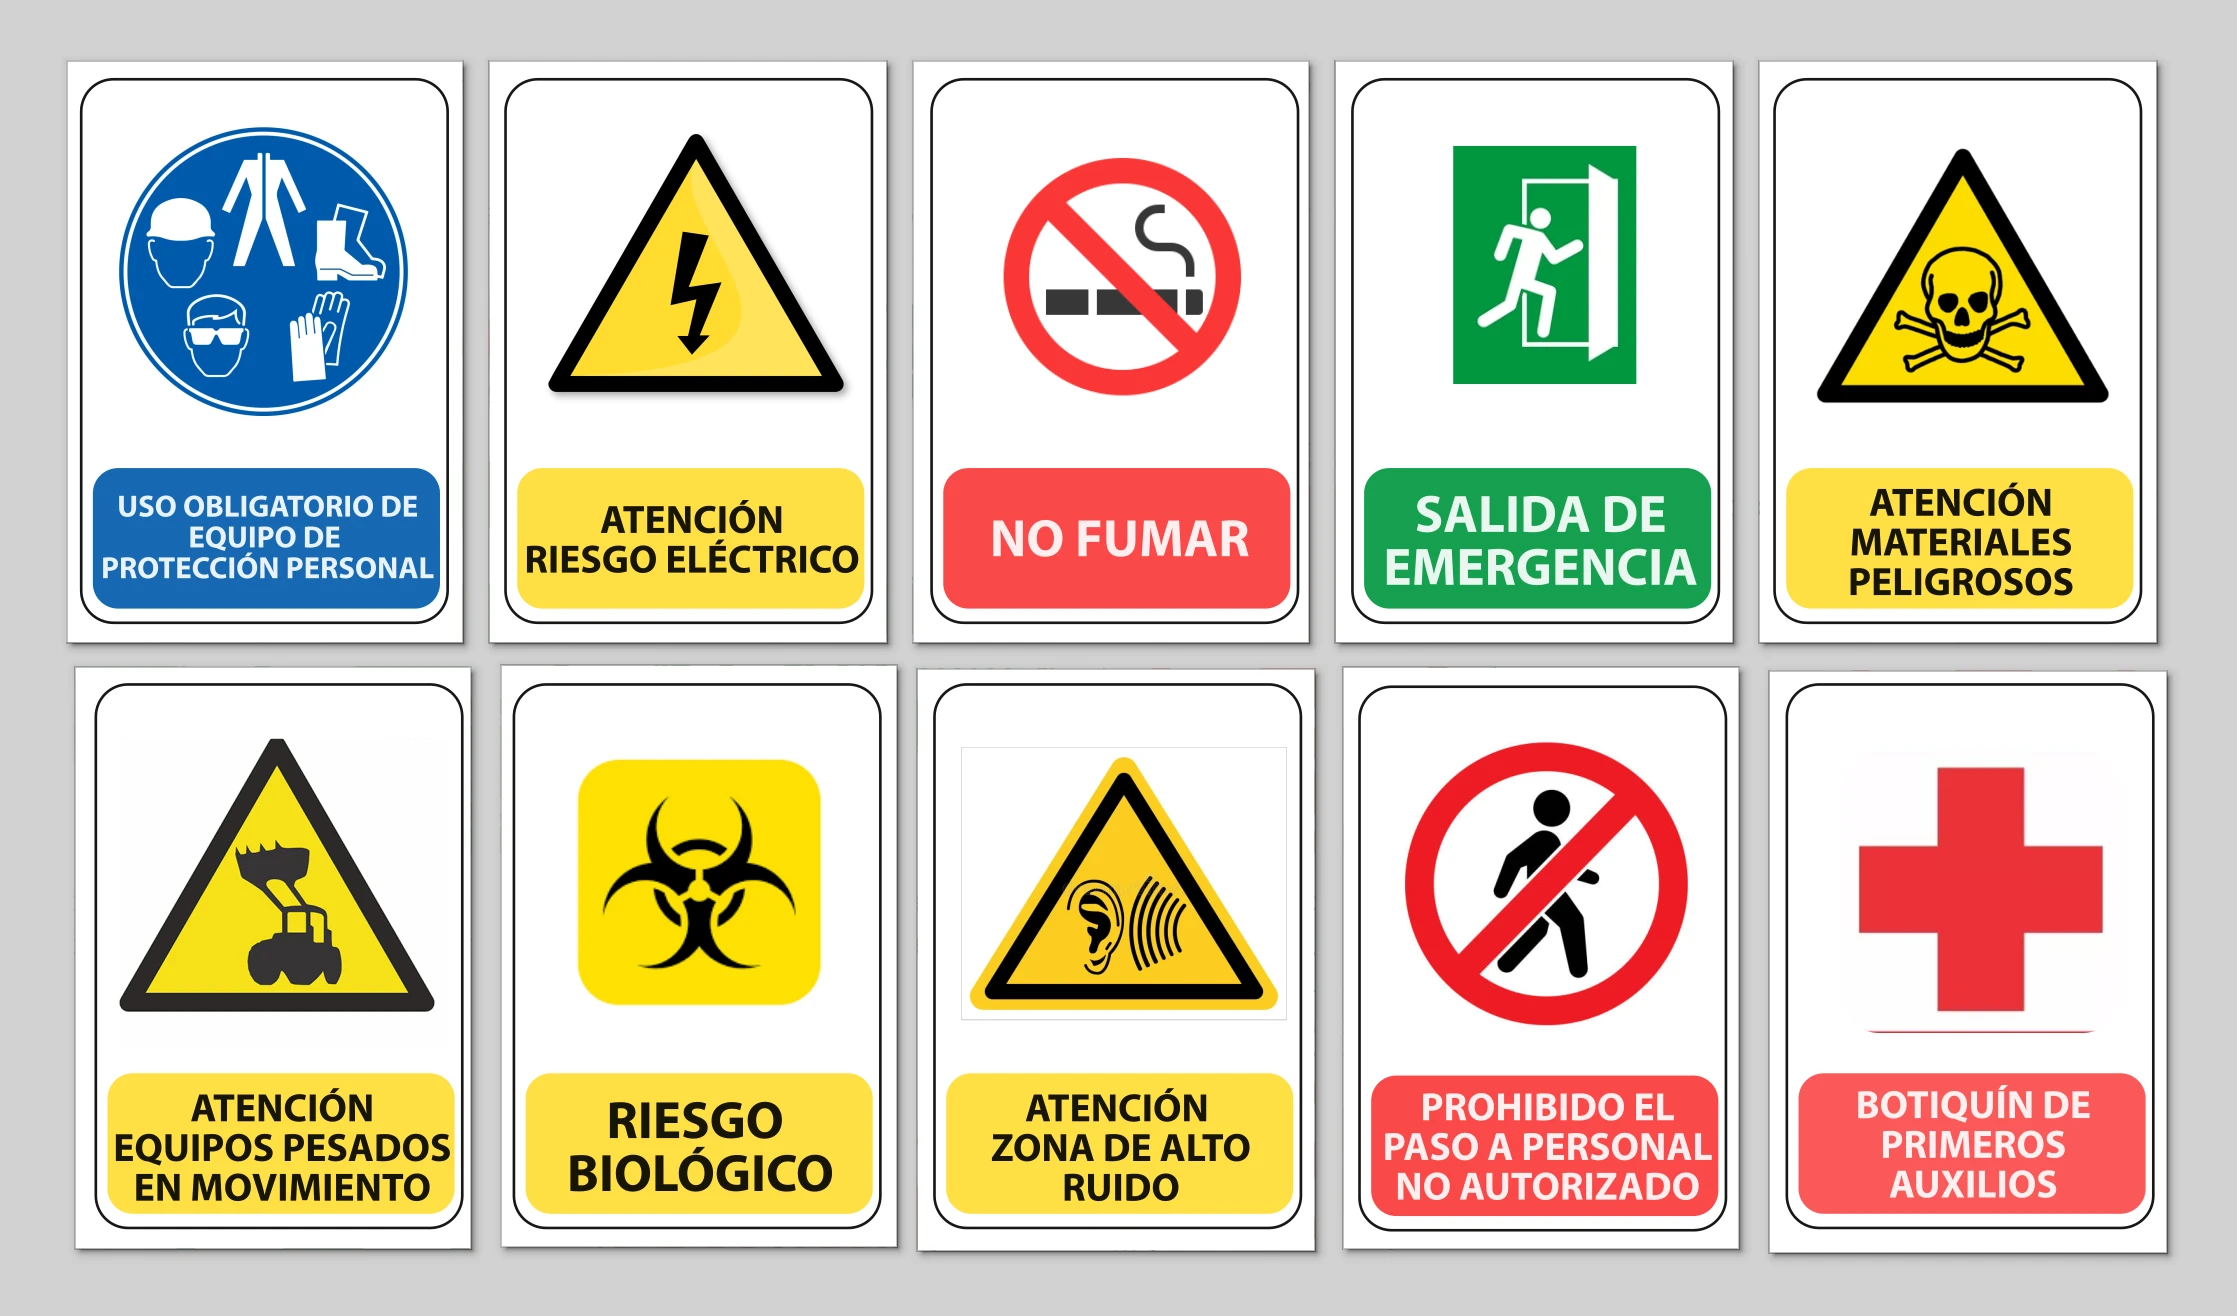 USO OBLIGATORIO DE
EQUIPO DE
PROTECCIÓN PERSONAL
ATENCIÓN
RIESGO ELÉCTRICO
NO FUMAR
SALIDA DE
EMERGENCIA
ATENCIÓN
MATERIALES
PELIGROSOS
ATENCIÓN
EQUIPOS PESADOS
EN MOVIMIENTO
RIESGO
BIOLÓGICO
ATENCIÓN
ZONA DE ALTO
RUIDO
PROHIBIDO EL
PASO A PERSONAL
NO AUTORIZADO
BOTIQUÍN DE
PRIMEROS
AUXILIOS